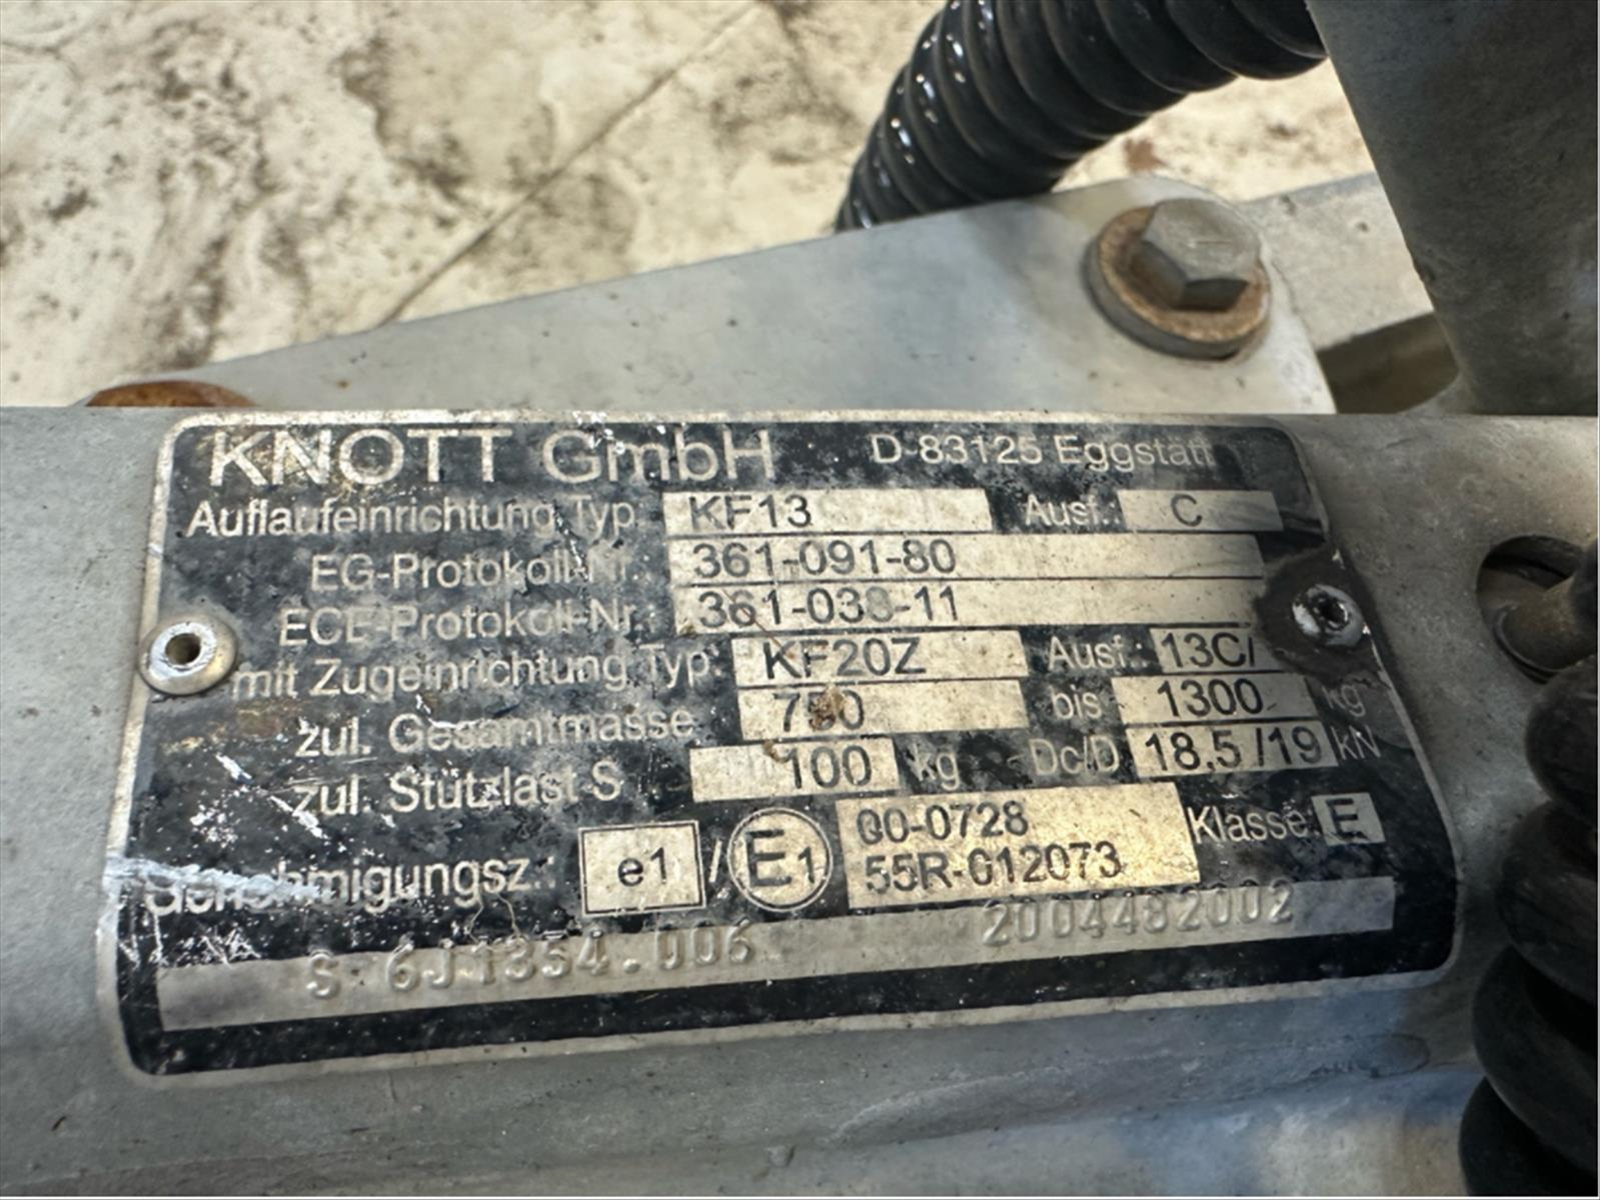 KNOTT GmbH D-83125 Eggstätt
Auflaufeinrichtung Typ: KF13 Ausf.: C
EG-Protokoll-Nr.: 361-091-80
ECE-Protokoll-Nr.: 361-038-11
mit Zugeinrichtung Typ: KF20Z Ausf.: 13C/
zul. Gesamtmasse 750 bis 1300 kg
zul. Stützlast S 100 kg Dc/D 18,5/19 kN
Genehmigungsz.: e1 / E1 00-0728 Klasse: E
55R-012073
2004482002